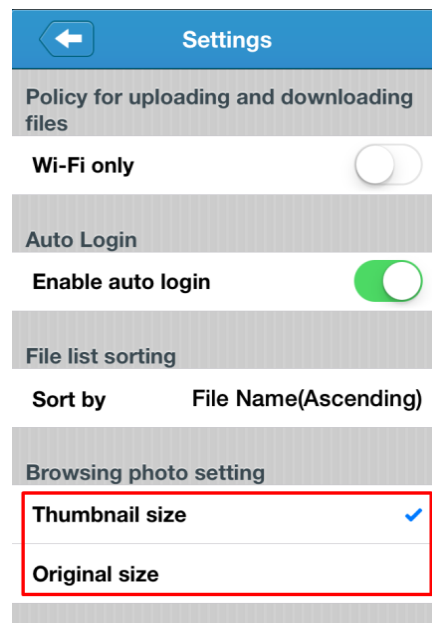 Settings
Policy for uploading and downloading
files
Wi-Fi only
Auto Login
Enable auto login
File list sorting
Sort by File Name(Ascending)
Browsing photo setting
Thumbnail size
Original size